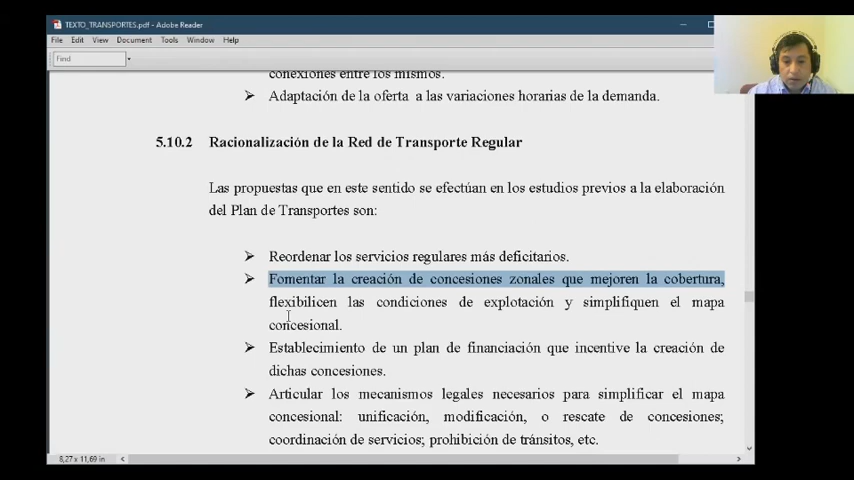 TEXTO_TRANSPORTES.pdf - Adobe Reader
File Edit View Document Tools Window Help
Find
conexiones entre los mismos.
➢ Adaptación de la oferta a las variaciones horarias de la demanda.
5.10.2 Racionalización de la Red de Transporte Regular
Las propuestas que en este sentido se efectúan en los estudios previos a la elaboración
del Plan de Transportes son:
➢ Reordenar los servicios regulares más deficitarios.
➢ Fomentar la creación de concesiones zonales que mejoren la cobertura,
flexibilicen las condiciones de explotación y simplifiquen el mapa
concesional.
➢ Establecimiento de un plan de financiación que incentive la creación de
dichas concesiones.
➢ Articular los mecanismos legales necesarios para simplificar el mapa
concesional: unificación, modificación, o rescate de concesiones;
coordinación de servicios; prohibición de tránsitos, etc.
8,27 x 11,69 in